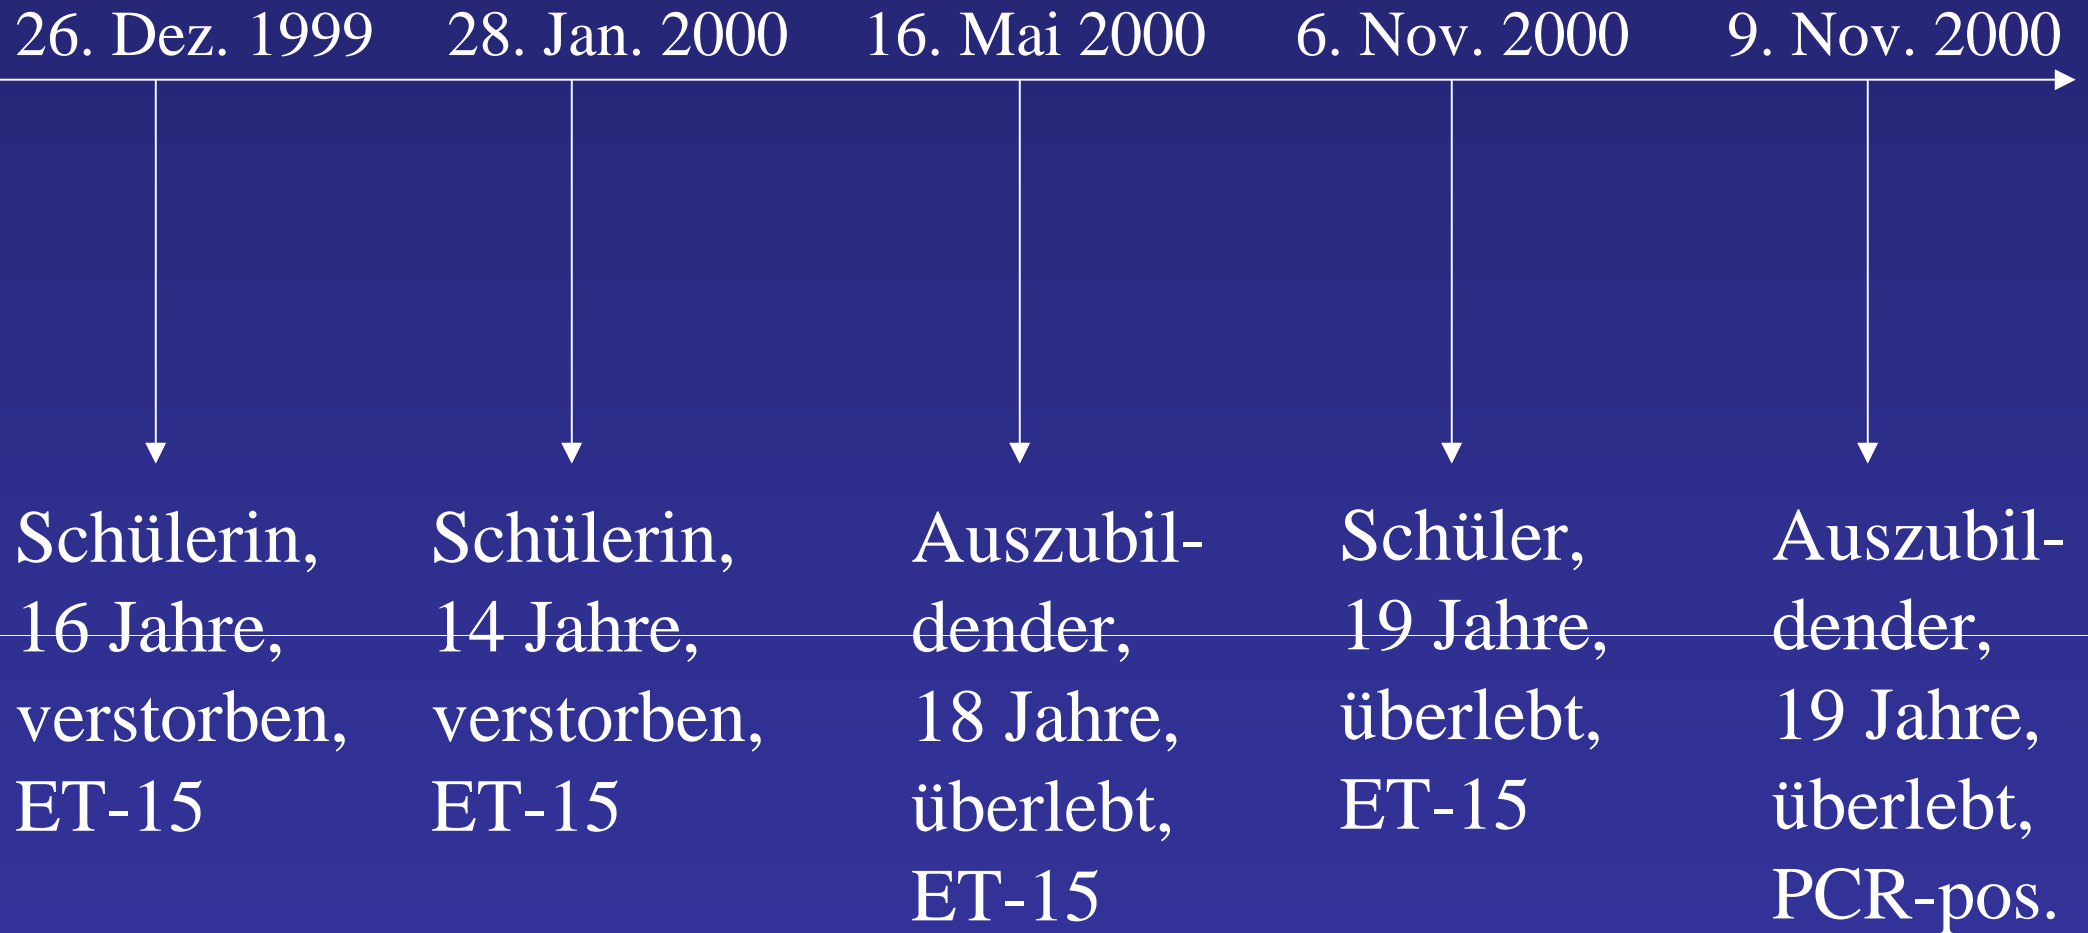 26. Dez. 1999
28. Jan. 2000
16. Mai 2000
6. Nov. 2000
9. Nov. 2000
Schülerin,
16 Jahre,
verstorben,
ET-15
Schülerin,
14 Jahre,
verstorben,
ET-15
Auszubil-
dender,
18 Jahre,
überlebt,
ET-15
Schüler,
19 Jahre,
überlebt,
ET-15
Auszubil-
dender,
19 Jahre,
überlebt,
PCR-pos.